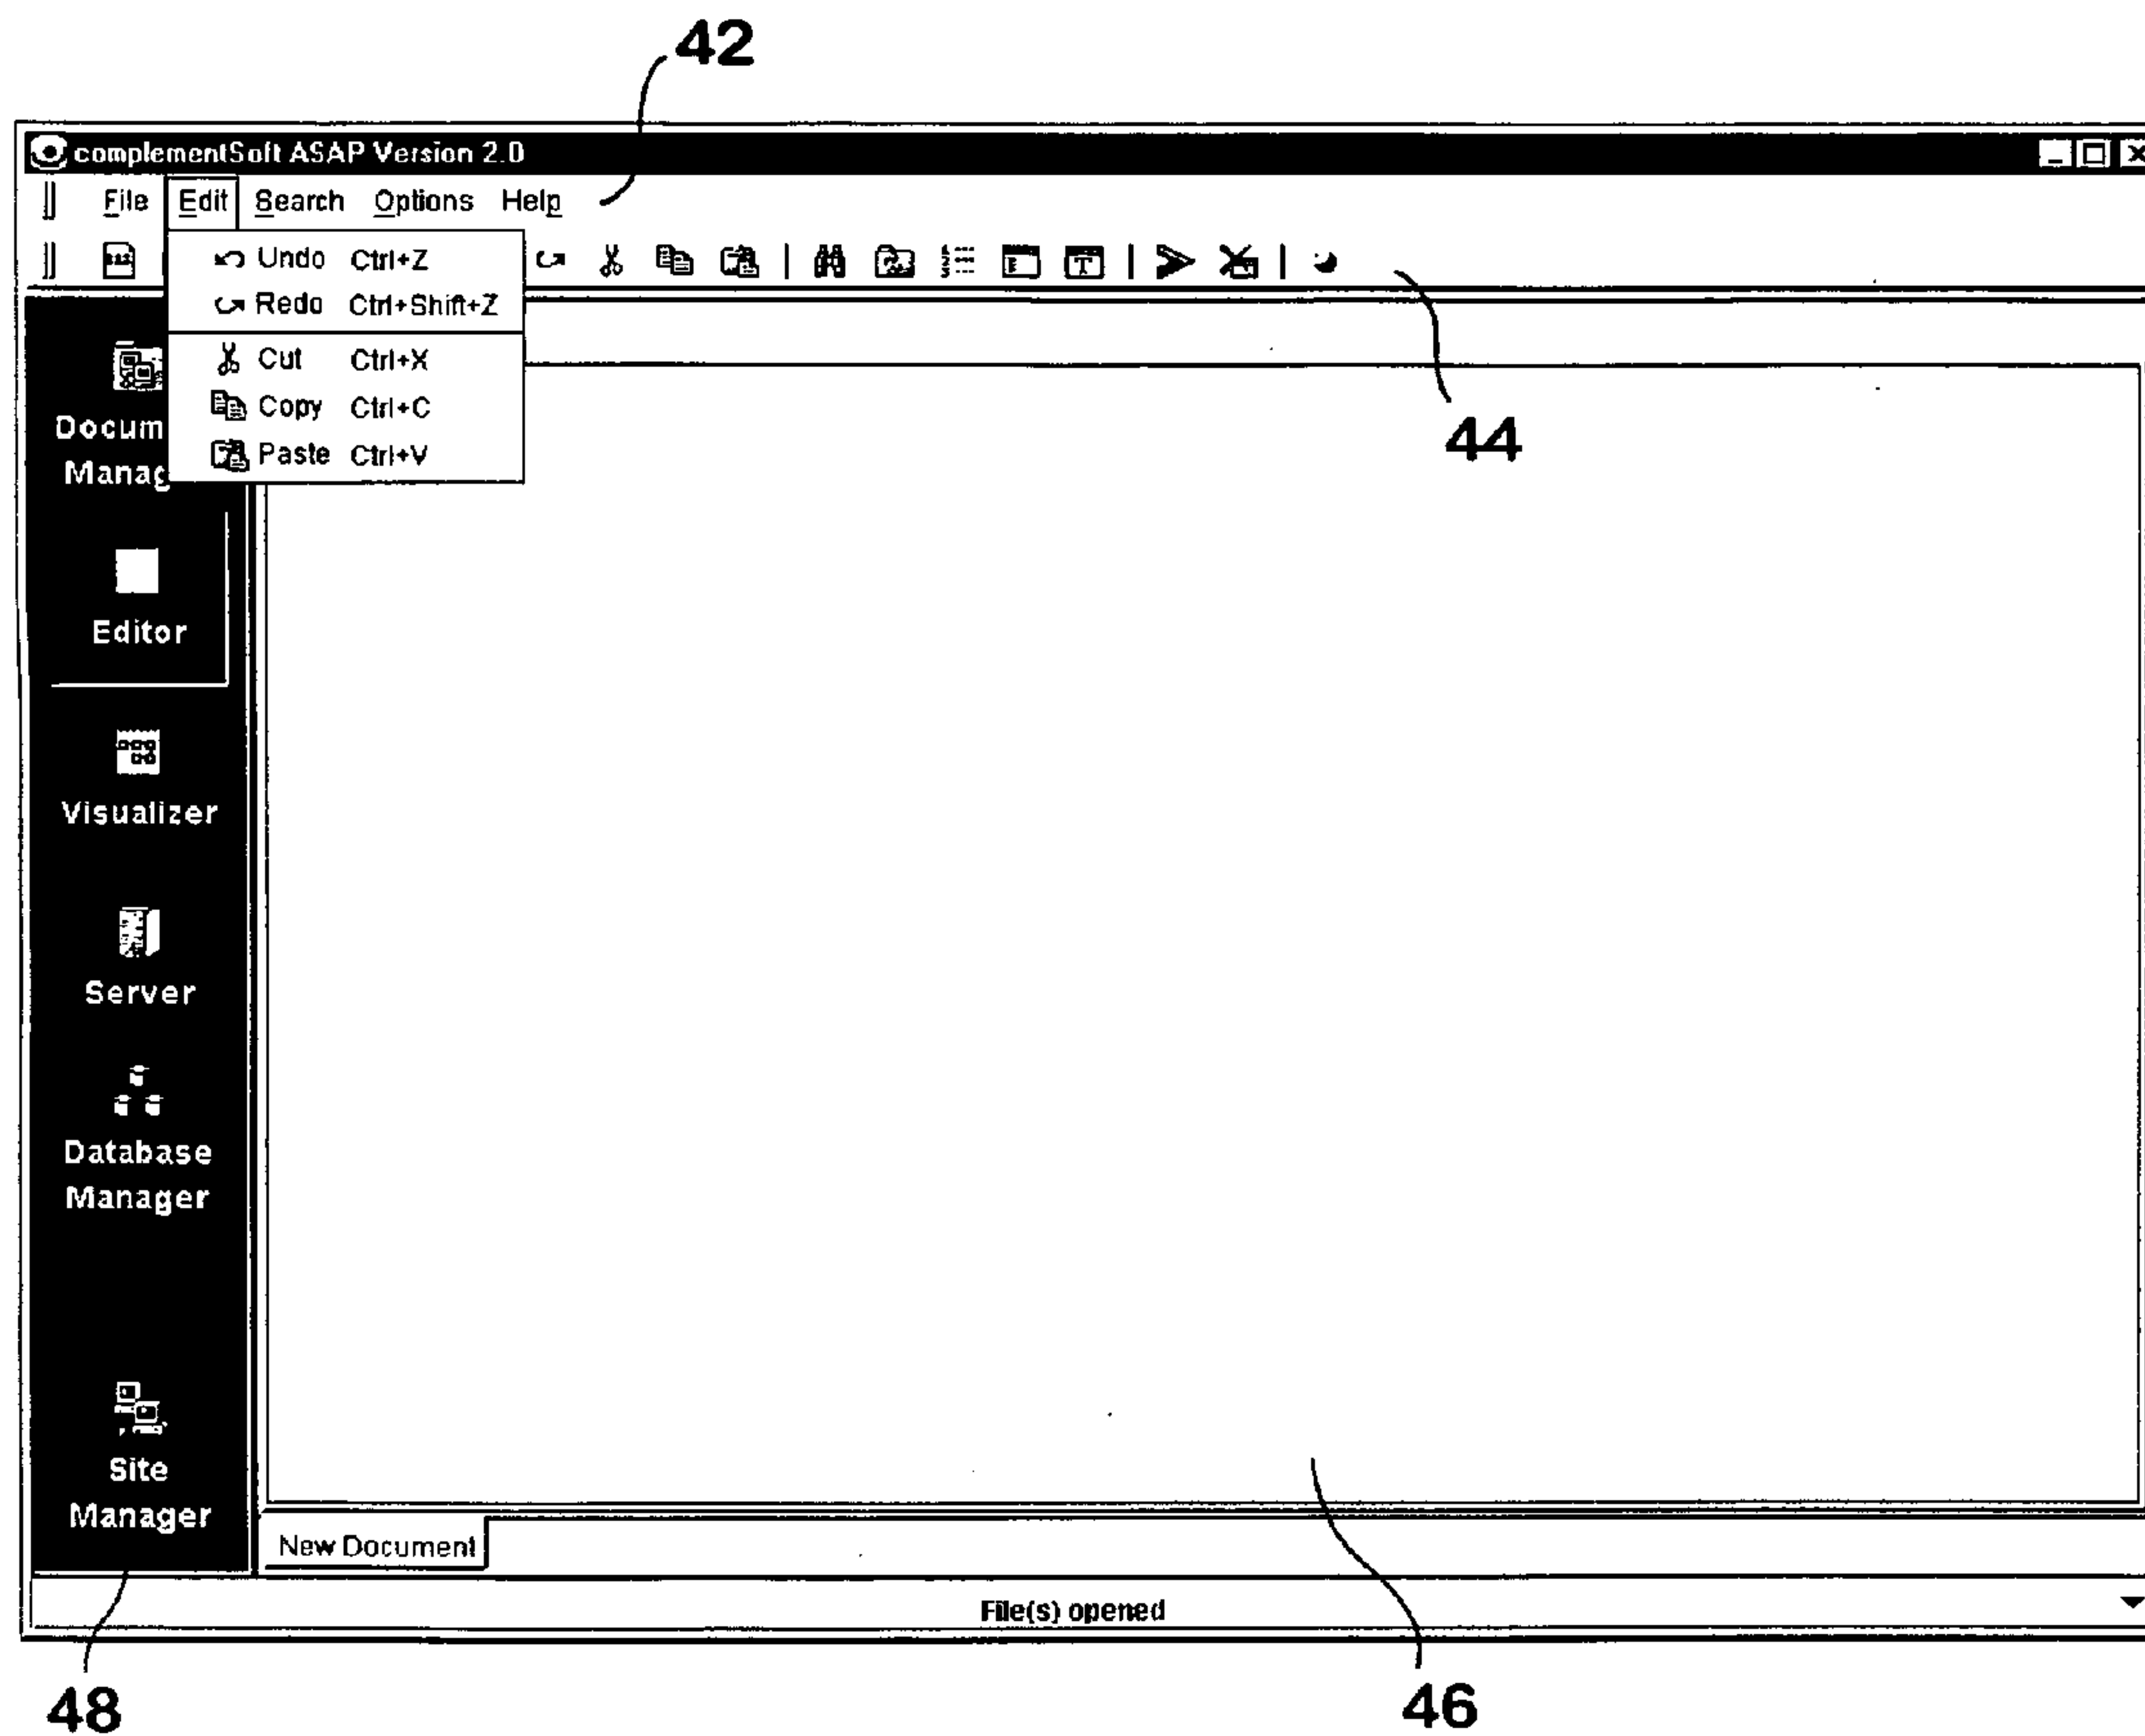 42
complementSoft ASAP Version 2.0
File Edit Search Options Help
Undo Ctrl+Z
Redo Ctrl+Shift+Z
Cut Ctrl+X
Copy Ctrl+C
Paste Ctrl+V
44
Docum
Manag
Editor
Visualizer
Server
Database
Manager
Site
Manager
New Document
File(s) opened
48
46